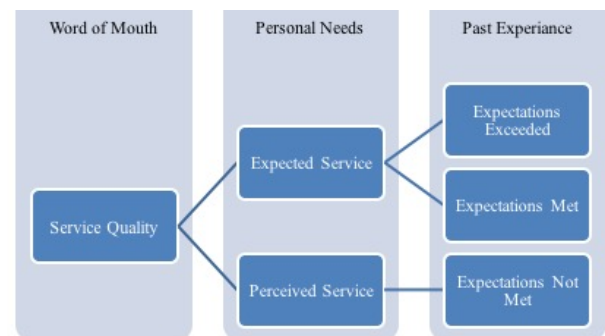 Word of Mouth
Personal Needs
Past Experiance
Expectations
Exceeded
Expected Service
Expectations Met
Service Quality
Perceived Service
Expectations Not
Met